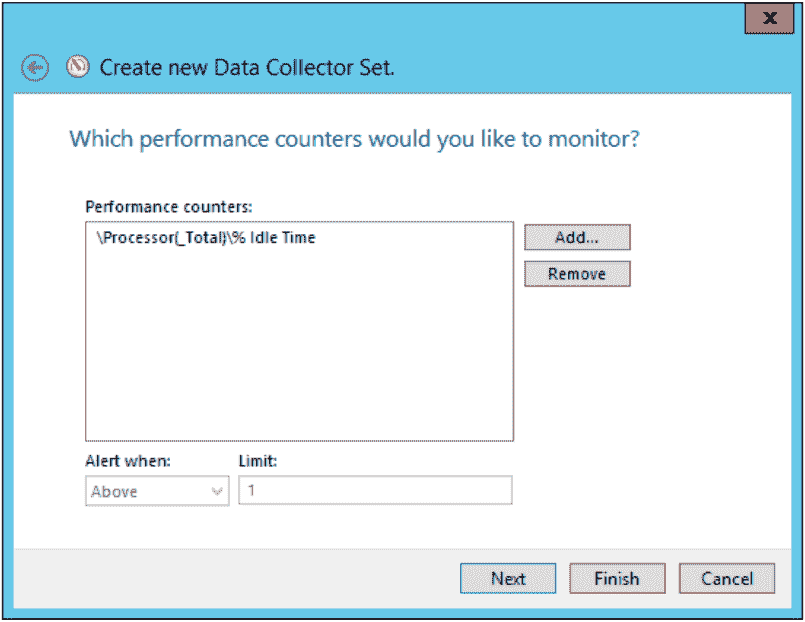 x
Create new Data Collector Set.
Which performance counters would you like to monitor?
Performance counters:
\Processor(_Total)\% Idle Time
Add...
Remove
Alert when:
Limit:
Above
1
Next
Finish
Cancel